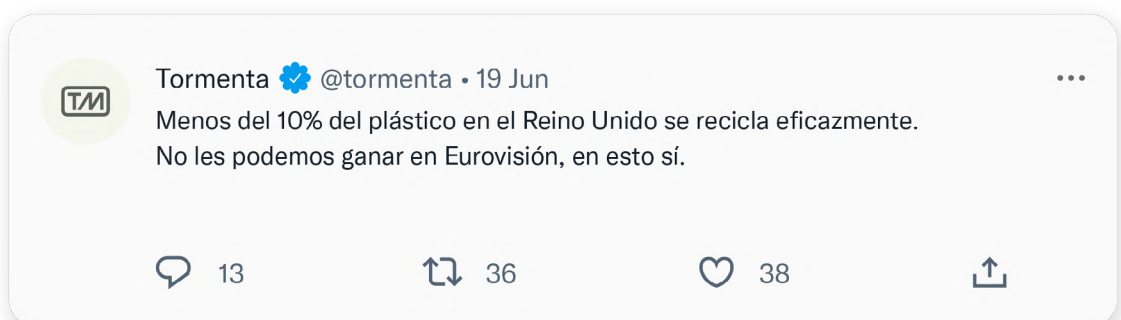 TM
Tormenta @tormenta • 19 Jun
Menos del 10% del plástico en el Reino Unido se recicla eficazmente.
No les podemos ganar en Eurovisión, en esto sí.
13 36 38